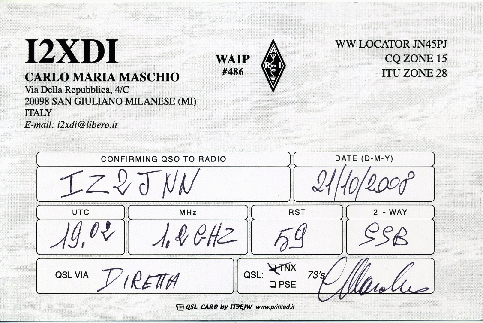 I2XDI
CARLO MARIA MASCHIO
Via Della Repubblica, 4/C
20098 SAN GIULIANO MILANESE (MI)
ITALY
E-mail: i2xdi@libero.it
WAIP
#486
WW LOCATOR JN45PJ
CQ ZONE 15
ITU ZONE 28
CONFIRMING QSO TO RADIO
IZ2JNN
DATE (D-M-Y)
21/10/2008
UTC
19,02
MHz
1,2 GHZ
RST
59
2 - WAY
SSB
QSL VIA
DIRETTA
QSL: TNX 73's
PSE
QSL CARD by IT9EJW www.printed.it